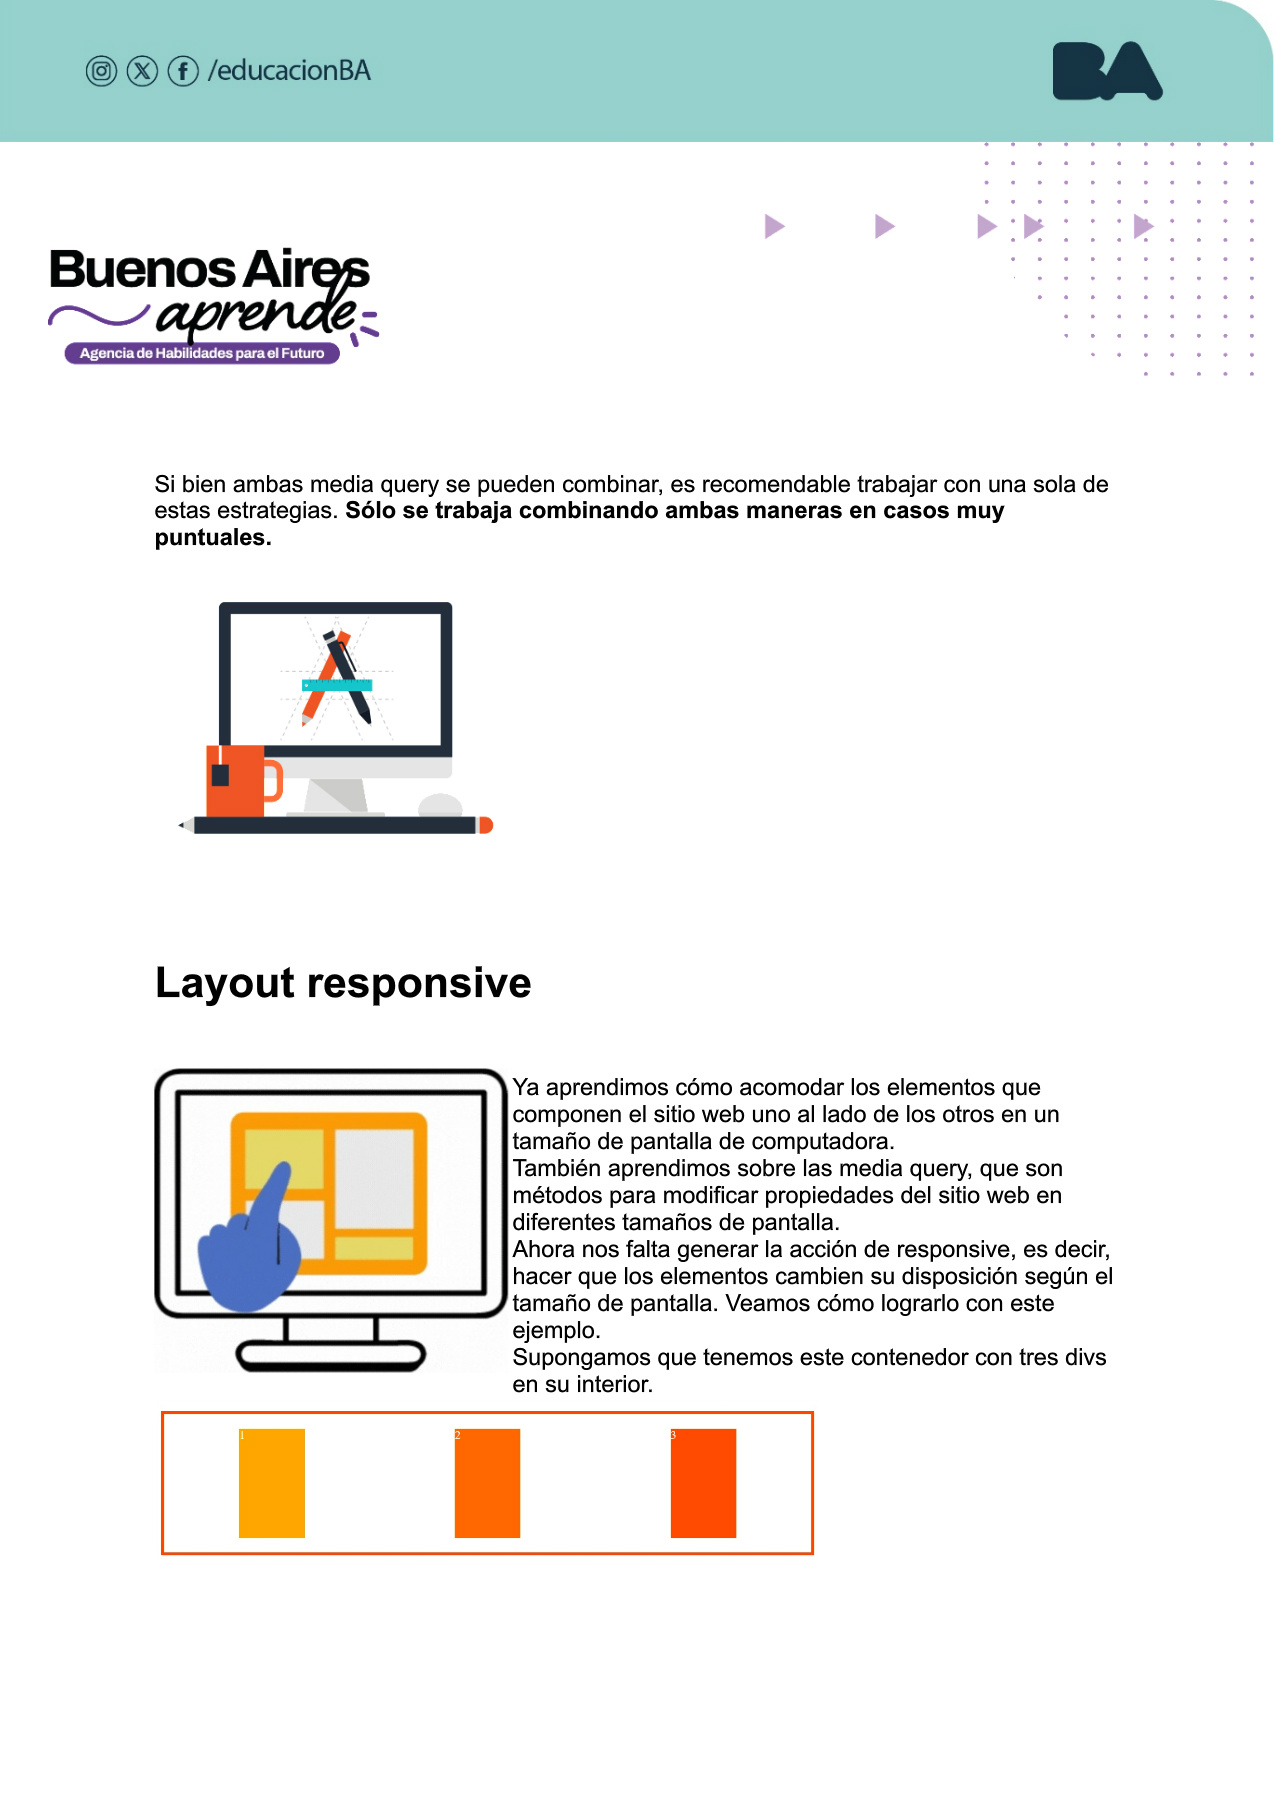 /educacionBA
BA
Buenos Aires
aprende
Agencia de Habilidades para el Futuro
Si bien ambas media query se pueden combinar, es recomendable trabajar con una sola de
estas estrategias. Sólo se trabaja combinando ambas maneras en casos muy
puntuales.
Layout responsive
Ya aprendimos cómo acomodar los elementos que
componen el sitio web uno al lado de los otros en un
tamaño de pantalla de computadora.
También aprendimos sobre las media query, que son
métodos para modificar propiedades del sitio web en
diferentes tamaños de pantalla.
Ahora nos falta generar la acción de responsive, es decir,
hacer que los elementos cambien su disposición según el
tamaño de pantalla. Veamos cómo lograrlo con este
ejemplo.
Supongamos que tenemos este contenedor con tres divs
en su interior.
1 2 3